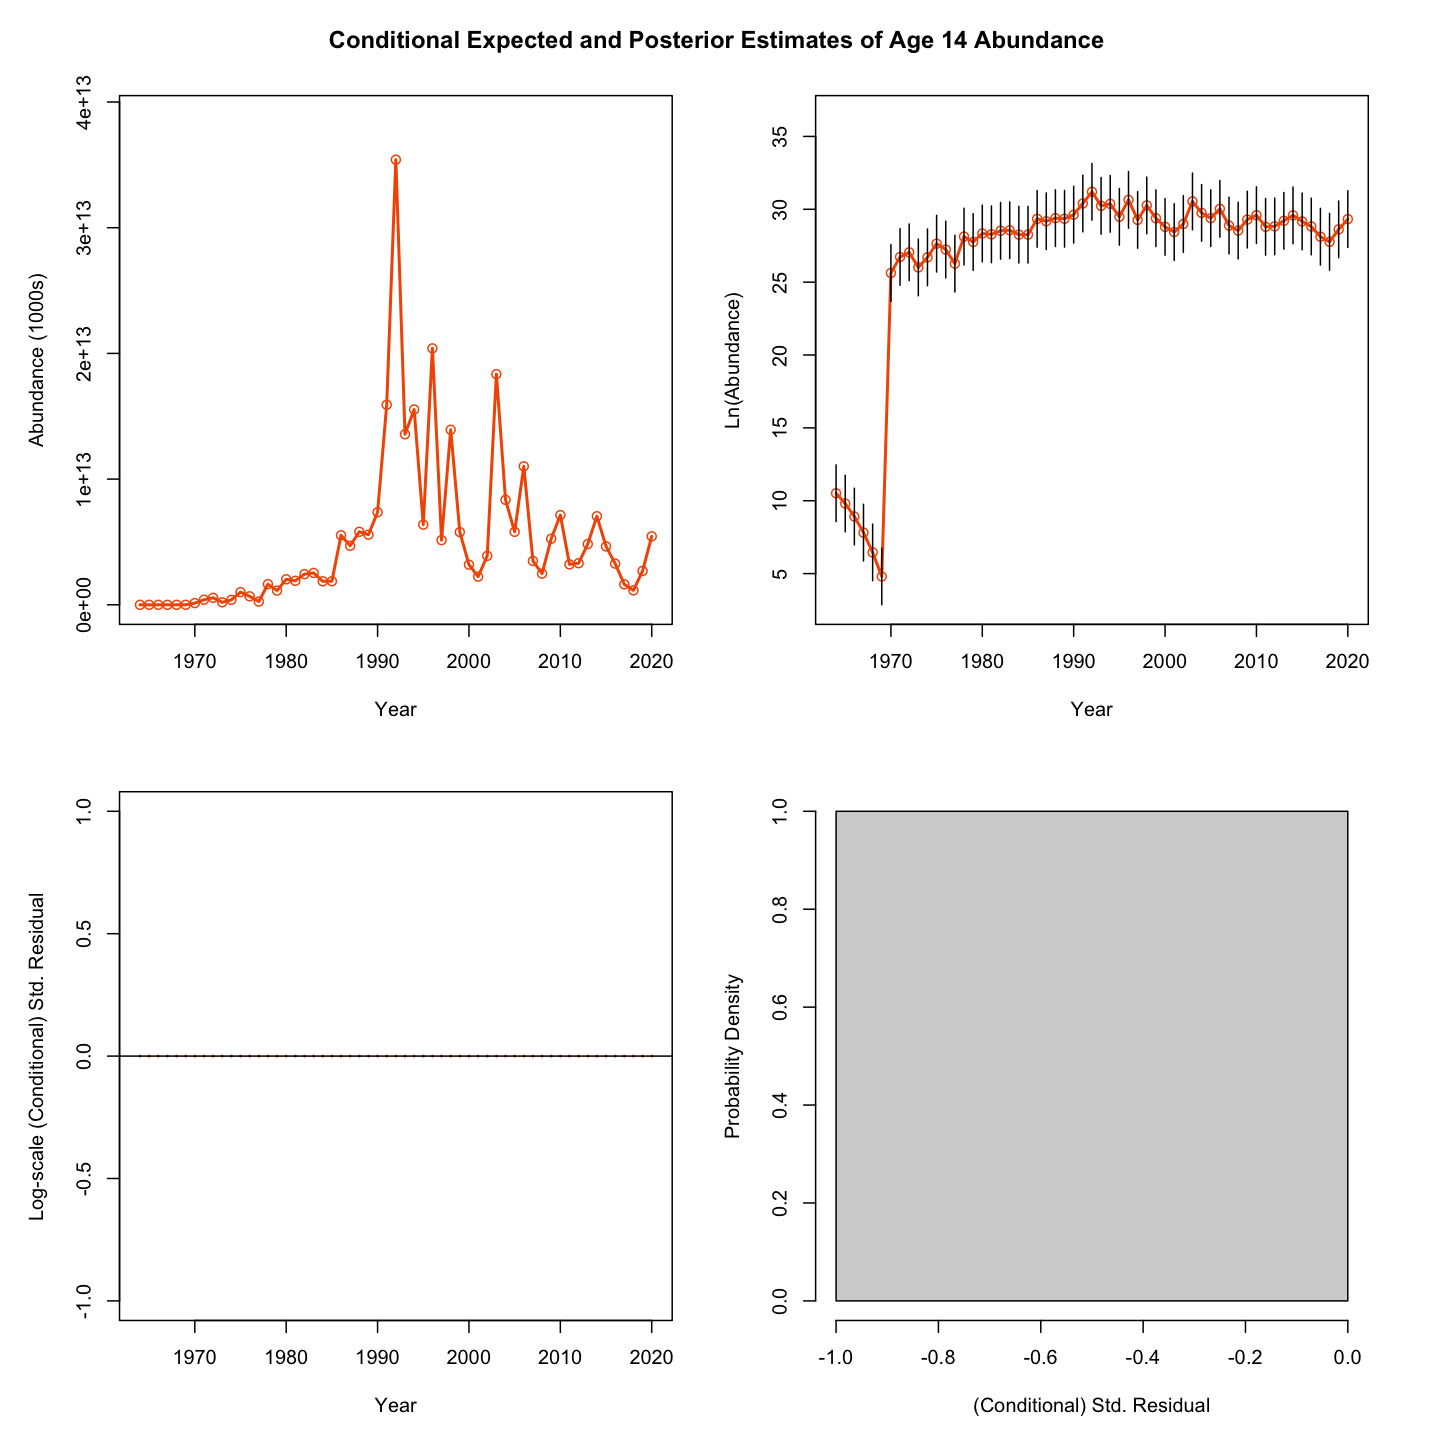 Conditional Expected and Posterior Estimates of Age 14 Abundance
Abundance (1000s)
4e+13
3e+13
2e+13
1e+13
0e+00
1970 1980 1990 2000 2010 2020
Year
Ln(Abundance)
35
30
25
20
15
10
5
1970 1980 1990 2000 2010 2020
Year
Log-scale (Conditional) Std. Residual
1.0
0.5
0.0
-0.5
-1.0
1970 1980 1990 2000 2010 2020
Year
Probability Density
1.0
0.8
0.6
0.4
0.2
0.0
-1.0 -0.8 -0.6 -0.4 -0.2 0.0
(Conditional) Std. Residual